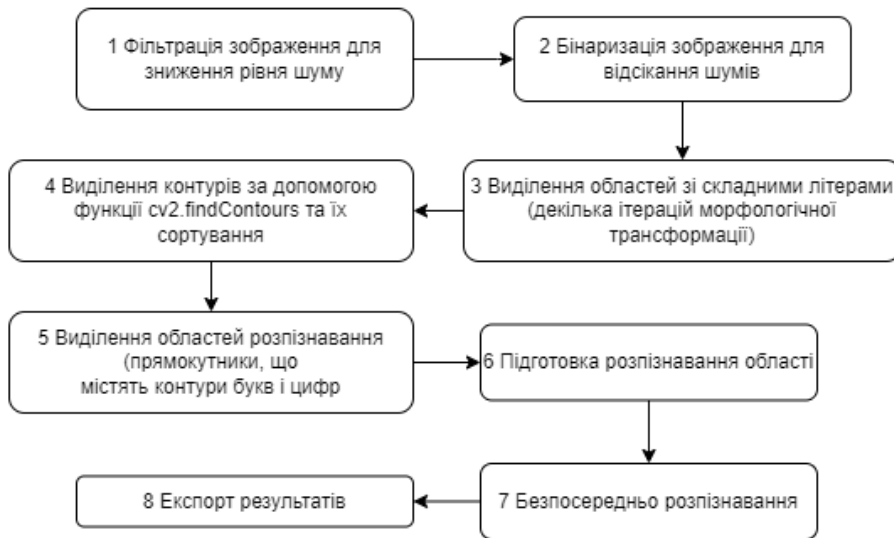 1 Фільтрація зображення для
зниження рівня шуму
2 Бінаризація зображення для
відсікання шумів
3 Виділення областей зі складними літерами
(декілька ітерацій морфологічної
трансформації)
4 Виділення контурів за допомогою
функції cv2.findContours та їх
сортування
5 Виділення областей розпізнавання
(прямокутники, що
містять контури букв і цифр
6 Підготовка розпізнавання області
7 Безпосередньо розпізнавання
8 Експорт результатів